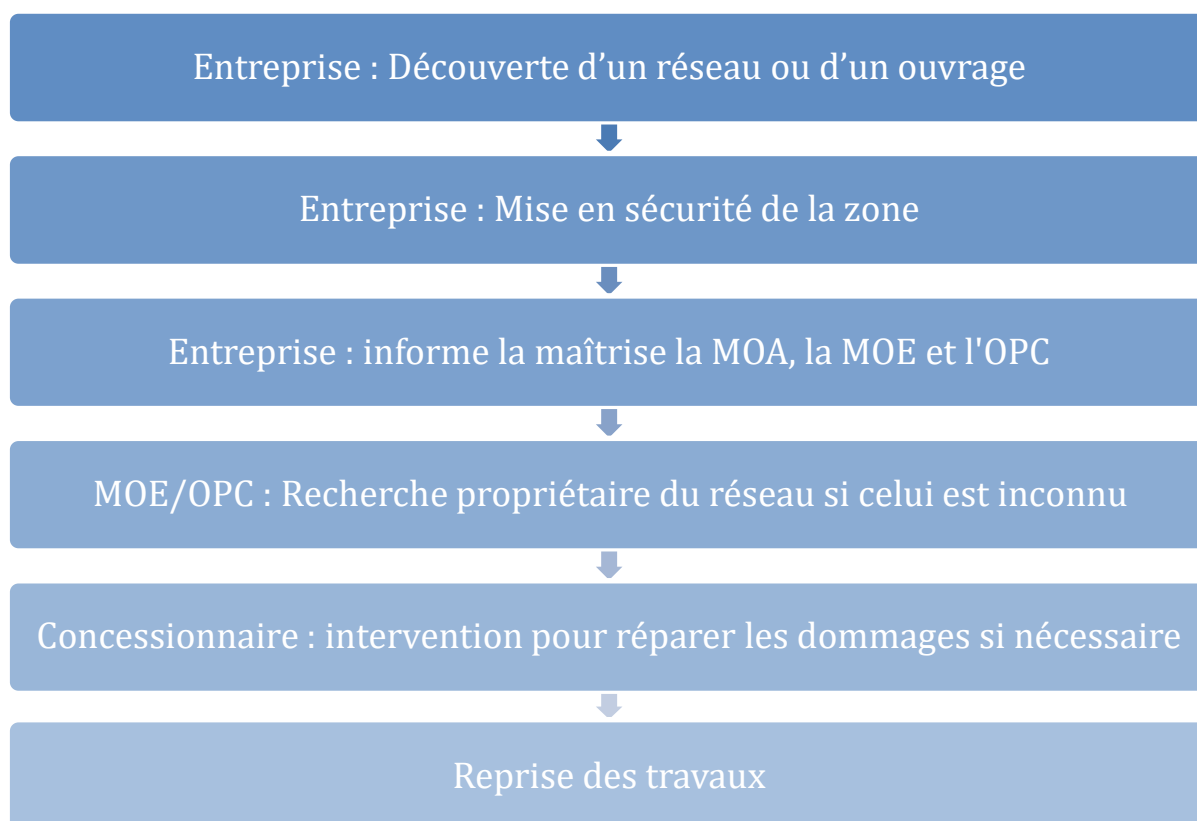 Entreprise : Découverte d’un réseau ou d’un ouvrage
Entreprise : Mise en sécurité de la zone
Entreprise : informe la maîtrise la MOA, la MOE et l'OPC
MOE/OPC : Recherche propriétaire du réseau si celui est inconnu
Concessionnaire : intervention pour réparer les dommages si nécessaire
Reprise des travaux